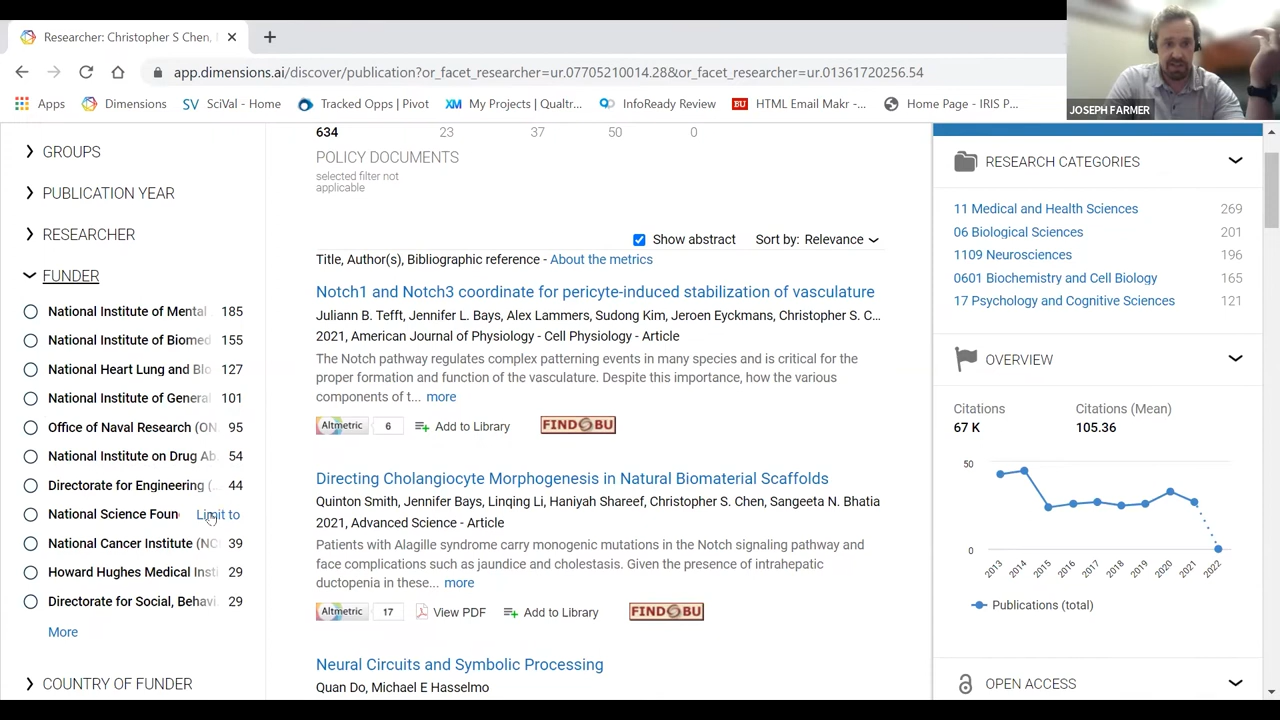 Researcher: Christopher S Chen,
app.dimensions.ai/discover/publication?or_facet_researcher=ur.07705210014.28&or_facet_researcher=ur.01361720256.54
Apps Dimensions SciVal - Home Tracked Opps | Pivot My Projects | Qualtr... InfoReady Review HTML Email Makr -... Home Page - IRIS P...
JOSEPH FARMER
GROUPS
PUBLICATION YEAR
RESEARCHER
FUNDER
National Institute of Mental 185
National Institute of Biomed 155
National Heart Lung and Blo 127
National Institute of General 101
Office of Naval Research (ON 95
National Institute on Drug Ab 54
Directorate for Engineering (... 44
National Science Foun Limit to
National Cancer Institute (NC 39
Howard Hughes Medical Insti 29
Directorate for Social, Behavi 29
More
COUNTRY OF FUNDER
634 23 37 50 0
POLICY DOCUMENTS
selected filter not
applicable
Show abstract Sort by: Relevance
Title, Author(s), Bibliographic reference - About the metrics
Notch1 and Notch3 coordinate for pericyte-induced stabilization of vasculature
Juliann B. Tefft, Jennifer L. Bays, Alex Lammers, Sudong Kim, Jeroen Eyckmans, Christopher S. C...
2021, American Journal of Physiology - Cell Physiology - Article
The Notch pathway regulates complex patterning events in many species and is critical for the
proper formation and function of the vasculature. Despite this importance, how the various
components of t... more
Altmetric 6 Add to Library FIND@BU
Directing Cholangiocyte Morphogenesis in Natural Biomaterial Scaffolds
Quinton Smith, Jennifer Bays, Linqing Li, Haniyah Shareef, Christopher S. Chen, Sangeeta N. Bhatia
2021, Advanced Science - Article
Patients with Alagille syndrome carry monogenic mutations in the Notch signaling pathway and
face complications such as jaundice and cholestasis. Given the presence of intrahepatic
ductopenia in these... more
Altmetric 17 View PDF Add to Library FIND@BU
Neural Circuits and Symbolic Processing
Quan Do, Michael E Hasselmo
RESEARCH CATEGORIES
11 Medical and Health Sciences 269
06 Biological Sciences 201
1109 Neurosciences 196
0601 Biochemistry and Cell Biology 165
17 Psychology and Cognitive Sciences 121
OVERVIEW
Citations Citations (Mean)
67 K 105.36
50
0
2013 2014 2015 2016 2017 2018 2019 2020 2021 2022
Publications (total)
OPEN ACCESS